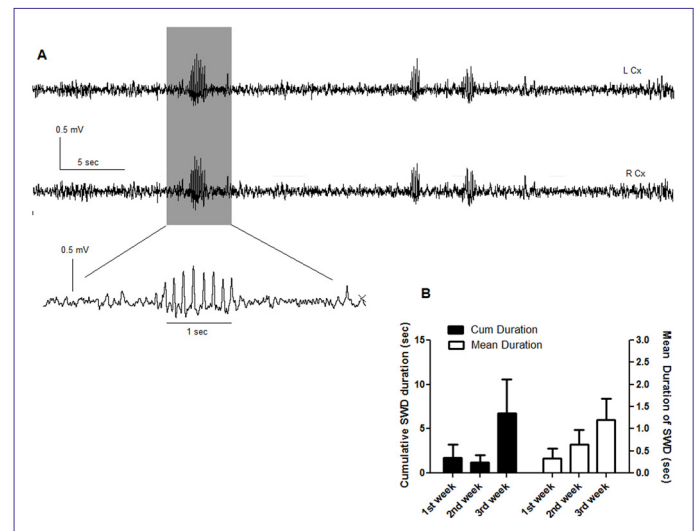 A
L Cx
0.5 mV
5 sec
R Cx
0.5 mV
1 sec
B
Cum Duration
Mean Duration
Cumulative SWD duration (sec)
15
10
5
0
3.0
2.5
2.0
1.5
1.0
0.5
0.0
Mean Duration
of SWD (sec)
1st week
2nd week
3rd week
1st week
2nd week
3rd week